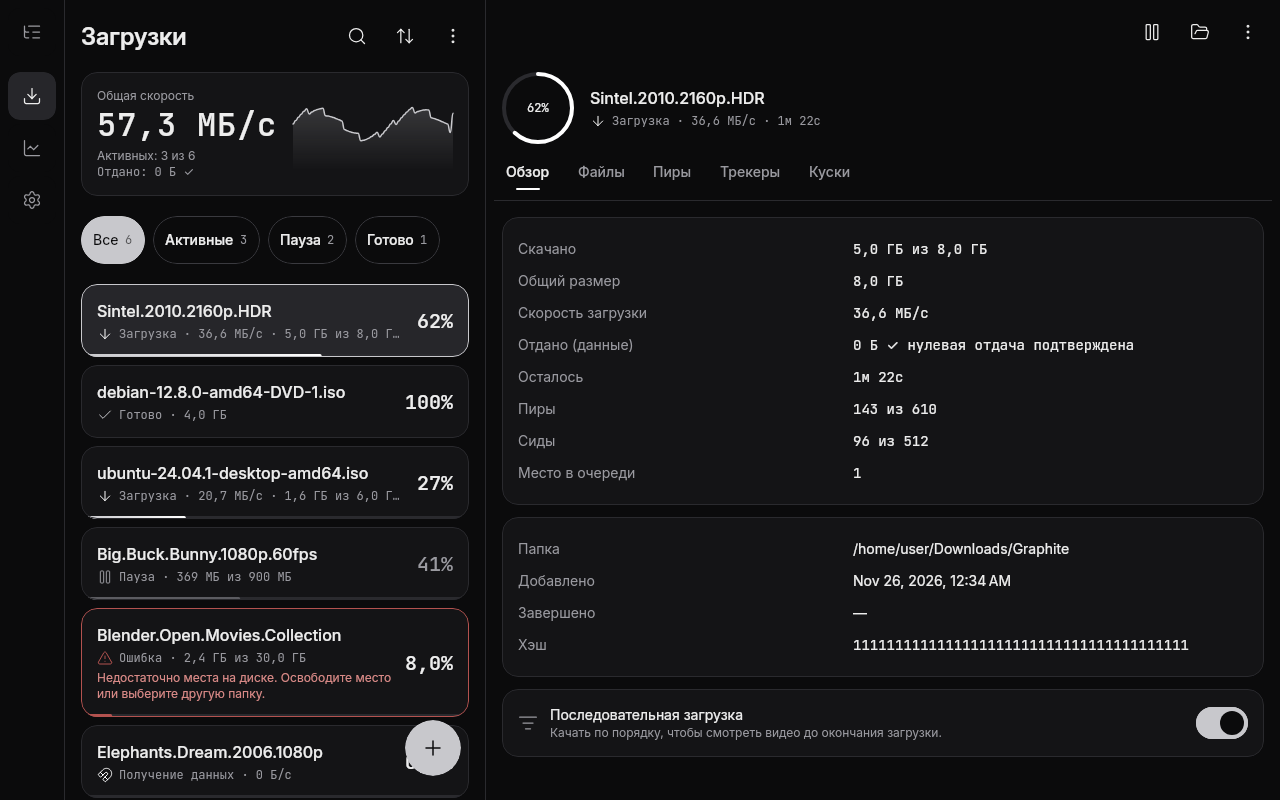 Загрузки
Общая скорость
57,3 МБ/с
Активных: 3 из 6
Отдано: 0 Б
Все 6
Активные 3
Пауза 2
Готово 1
Sintel.2010.2160p.HDR
Загрузка · 36,6 МБ/с · 5,0 ГБ из 8,0 Г…
62%
debian-12.8.0-amd64-DVD-1.iso
Готово · 4,0 ГБ
100%
ubuntu-24.04.1-desktop-amd64.iso
Загрузка · 20,7 МБ/с · 1,6 ГБ из 6,0 Г…
27%
Big.Buck.Bunny.1080p.60fps
Пауза · 369 МБ из 900 МБ
41%
Blender.Open.Movies.Collection
Ошибка · 2,4 ГБ из 30,0 ГБ
Недостаточно места на диске. Освободите место
или выберите другую папку.
8,0%
Elephants.Dream.2006.1080p
Получение данных · 0 Б/с
62%
Sintel.2010.2160p.HDR
Загрузка · 36,6 МБ/с · 1м 22с
Обзор
Файлы
Пиры
Трекеры
Куски
Скачано 5,0 ГБ из 8,0 ГБ
Общий размер 8,0 ГБ
Скорость загрузки 36,6 МБ/с
Отдано (данные) 0 Б ✓ нулевая отдача подтверждена
Осталось 1м 22с
Пиры 143 из 610
Сиды 96 из 512
Место в очереди 1
Папка /home/user/Downloads/Graphite
Добавлено Nov 26, 2026, 12:34 AM
Завершено —
Хэш 1111111111111111111111111111111111111111
Последовательная загрузка
Качать по порядку, чтобы смотреть видео до окончания загрузки.